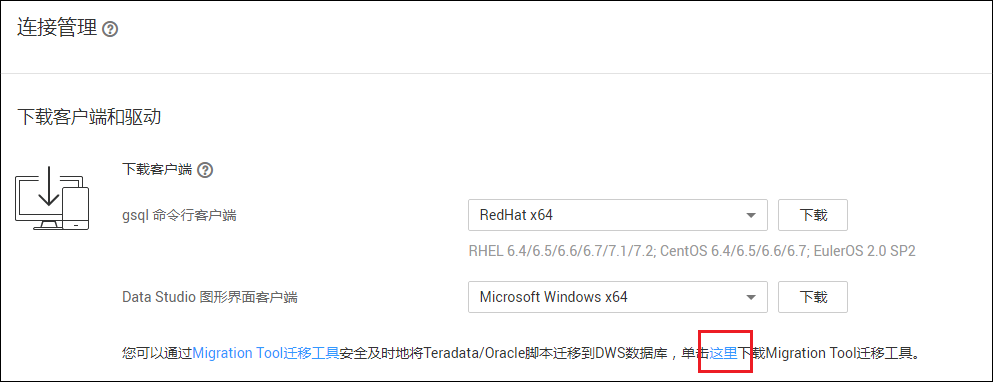 连接管理
下载客户端和驱动
下载客户端
gsql 命令行客户端
RedHat x64
下载
RHEL 6.4/6.5/6.6/6.7/7.1/7.2; CentOS 6.4/6.5/6.6/6.7; EulerOS 2.0 SP2
Data Studio 图形界面客户端
Microsoft Windows x64
下载
您可以通过Migration Tool迁移工具安全及时地将Teradata/Oracle脚本迁移到DWS数据库，单击这里下载Migration Tool迁移工具。